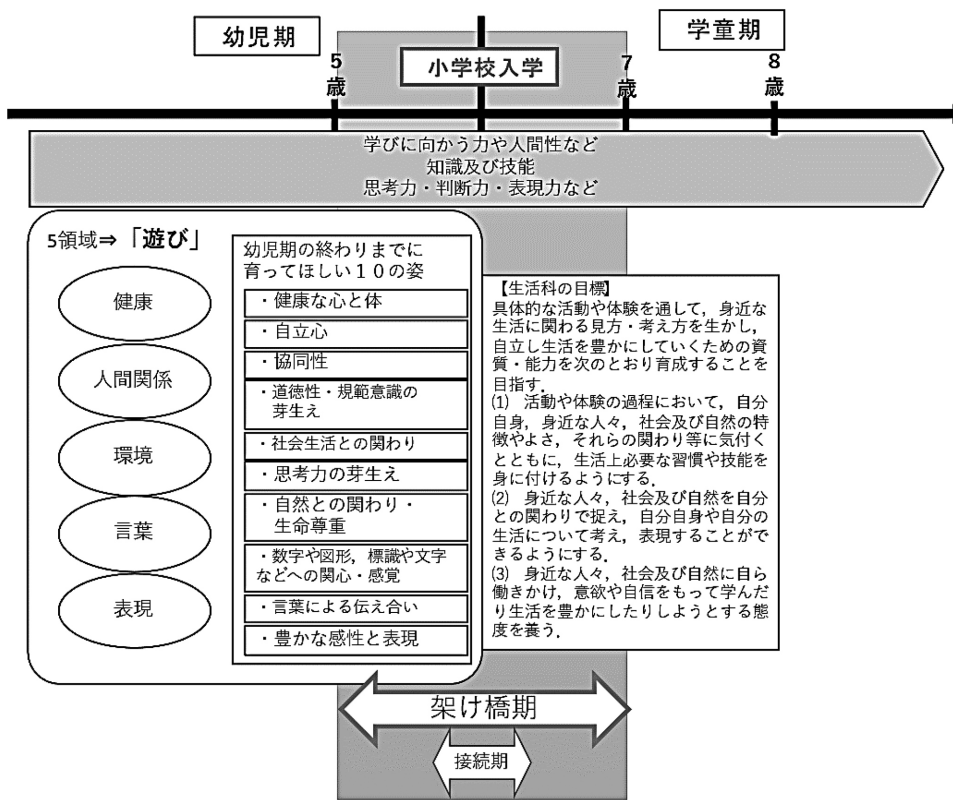 幼児期
学童期
小学校入学
5歳
7歳
8歳
学びに向かう力や人間性など
知識及び技能
思考力・判断力・表現力など
5領域⇒「遊び」
健康
人間関係
環境
言葉
表現
幼児期の終わりまでに
育ってほしい１０の姿
・健康な心と体
・自立心
・協同性
・道徳性・規範意識の
芽生え
・社会生活との関わり
・思考力の芽生え
・自然との関わり・
生命尊重
・数字や図形，標識や文字
などへの関心・感覚
・言葉による伝え合い
・豊かな感性と表現
【生活科の目標】
具体的な活動や体験を通して，身近な
生活に関わる見方・考え方を生かし，
自立し生活を豊かにしていくための資
質・能力を次のとおり育成することを
目指す．
(1) 活動や体験の過程において，自分
自身，身近な人々，社会及び自然の特
徴やよさ，それらの関わり等に気付く
とともに，生活上必要な習慣や技能を
身に付けるようにする．
(2) 身近な人々，社会及び自然を自分
との関わりで捉え，自分自身や自分の
生活について考え，表現することがで
きるようにする．
(3) 身近な人々，社会及び自然に自ら
働きかけ，意欲や自信をもって学んだ
り生活を豊かにしたりしようとする態
度を養う．
架け橋期
接続期